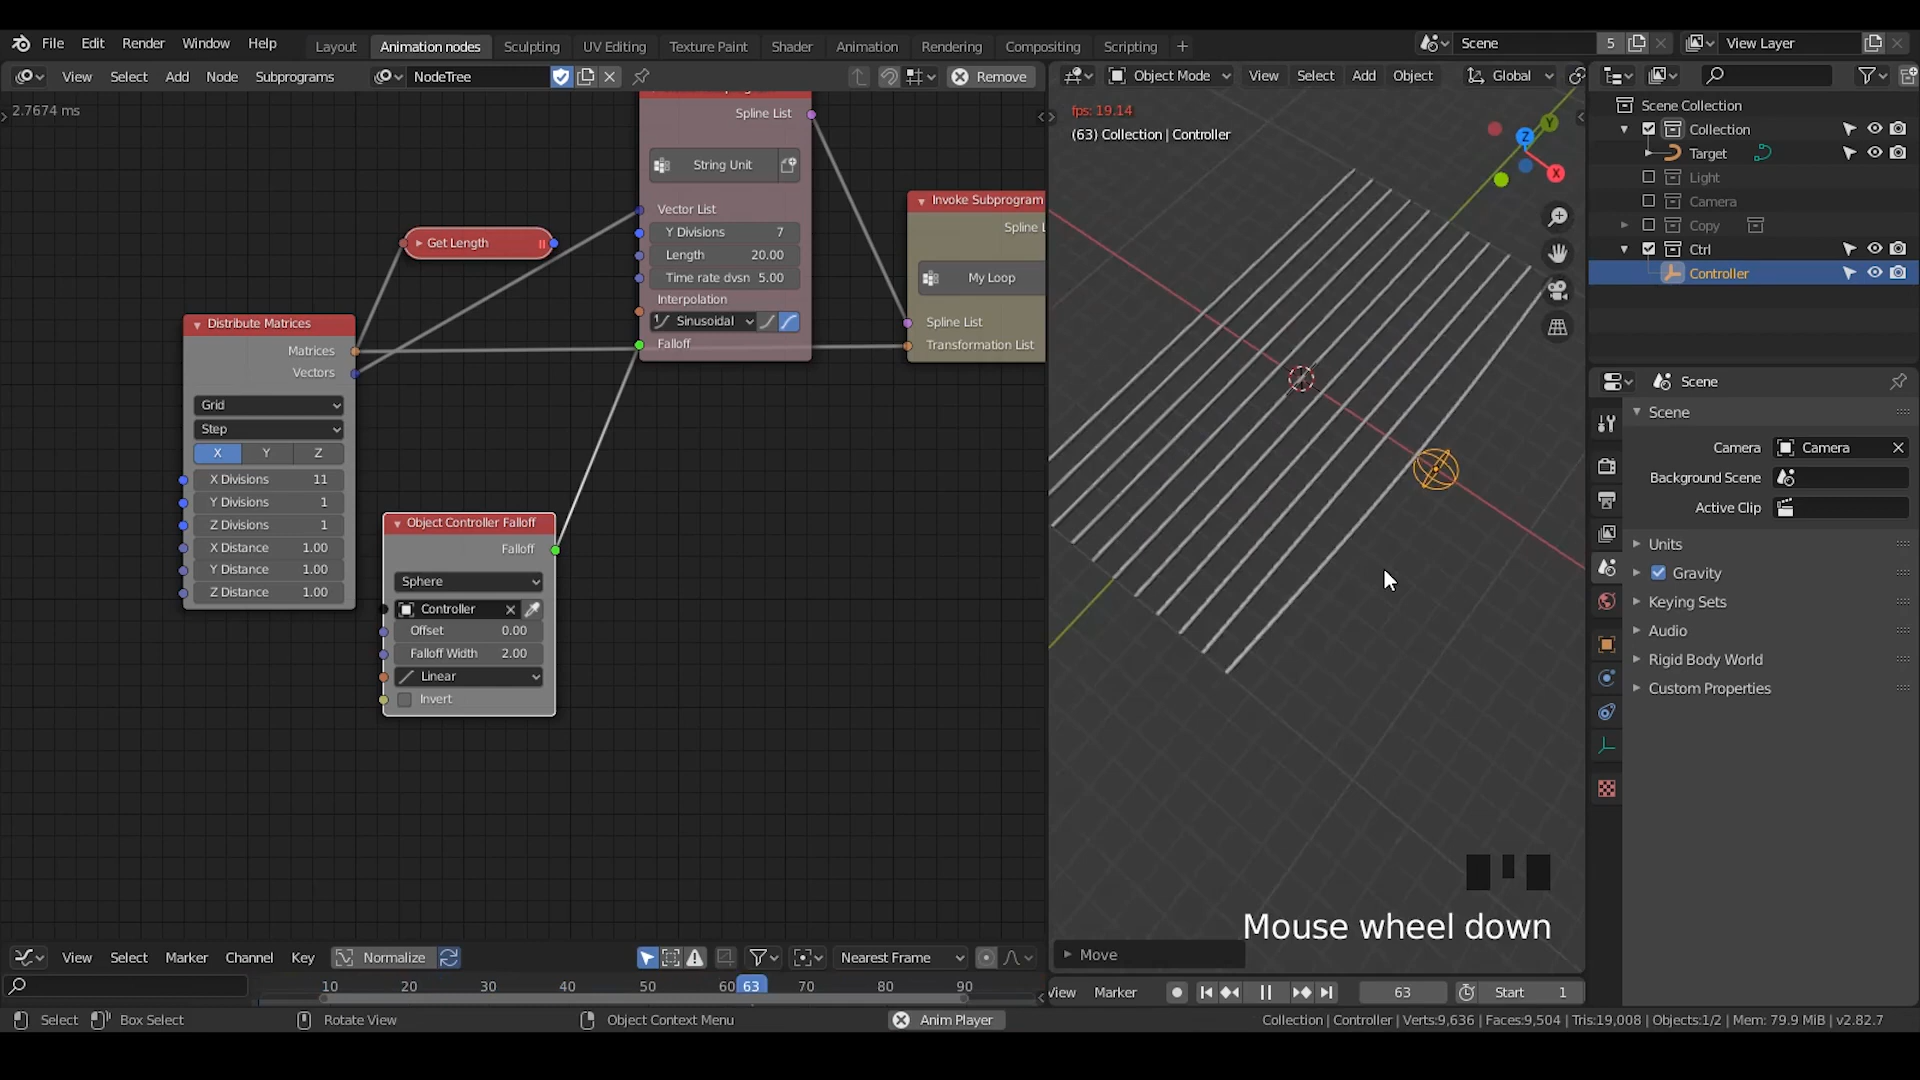 File Edit Render Window Help
Layout Animation nodes Sculpting UV Editing Texture Paint Shader Animation Rendering Compositing Scripting +
Scene 5 View Layer
View Select Add Node Subprograms NodeTree Remove
Object Mode View Select Add Object Global
2.7674 ms
Spline List
String Unit
Vector List
Y Divisions 7
Length 20.00
Time rate dvsn 5.00
Interpolation
Sinusoidal
Falloff
Get Length
Invoke Subprogram
My Loop
Spline List
Transformation List
Distribute Matrices
Matrices
Vectors
Grid
Step
X Y Z
X Divisions 11
Y Divisions 1
Z Divisions 1
X Distance 1.00
Y Distance 1.00
Z Distance 1.00
Object Controller Falloff
Falloff
Sphere
Controller
Offset 0.00
Falloff Width 2.00
Linear
Invert
fps: 19.14
(63) Collection | Controller
Z Y X
Mouse wheel down
Move
Scene Collection
Collection
Target
Light
Camera
Copy
Ctrl
Controller
Scene
Scene
Camera Camera
Background Scene
Active Clip
Units
Gravity
Keying Sets
Audio
Rigid Body World
Custom Properties
View Select Marker Channel Key Normalize Nearest Frame
10 20 30 40 50 60 63 70 80 90
Marker 63 Start 1
Select Box Select Rotate View Object Context Menu Anim Player
Collection | Controller | Verts:9,636 | Faces:9,504 | Tris:19,008 | Objects:1/2 | Mem: 79.9 MiB | v2.82.7